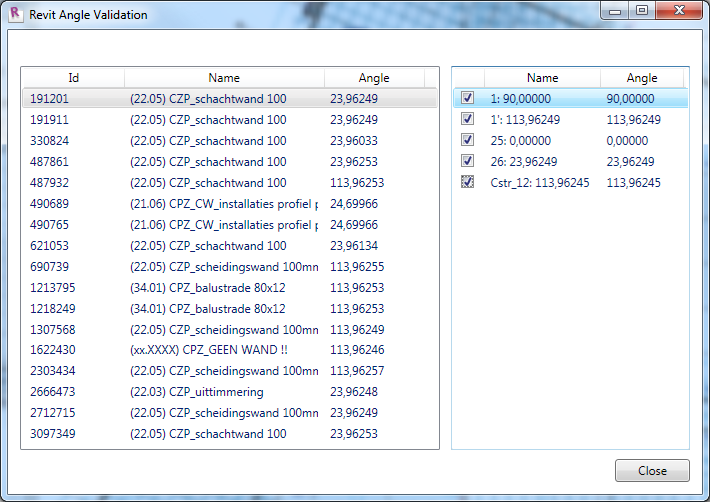 Revit Angle Validation
Id Name Angle
191201 (22.05) CZP_schachtwand 100 23,96249
191911 (22.05) CZP_schachtwand 100 23,96249
330824 (22.05) CZP_schachtwand 100 23,96033
487861 (22.05) CZP_schachtwand 100 23,96253
487932 (22.05) CZP_schachtwand 100 113,96253
490689 (21.06) CPZ_CW_installaties profiel p 24,69966
490765 (21.06) CPZ_CW_installaties profiel p 24,69966
621053 (22.05) CZP_schachtwand 100 23,96134
690739 (22.05) CZP_scheidingswand 100mn 113,96255
1213795 (34.01) CPZ_balustrade 80x12 113,96253
1218249 (34.01) CPZ_balustrade 80x12 113,96253
1307568 (22.05) CZP_scheidingswand 100mn 113,96249
1622430 (xx.XXXX) CPZ_GEEN WAND !! 113,96246
2303434 (22.05) CZP_scheidingswand 100mn 113,96257
2666473 (22.03) CZP_uittimmering 23,96248
2712715 (22.05) CZP_scheidingswand 100mn 23,96249
3097349 (22.05) CZP_schachtwand 100 23,96253
Name Angle
1: 90,00000 90,00000
1': 113,96249 113,96249
25: 0,00000 0,00000
26: 23,96249 23,96249
Cstr_12: 113,96245 113,96245
Close